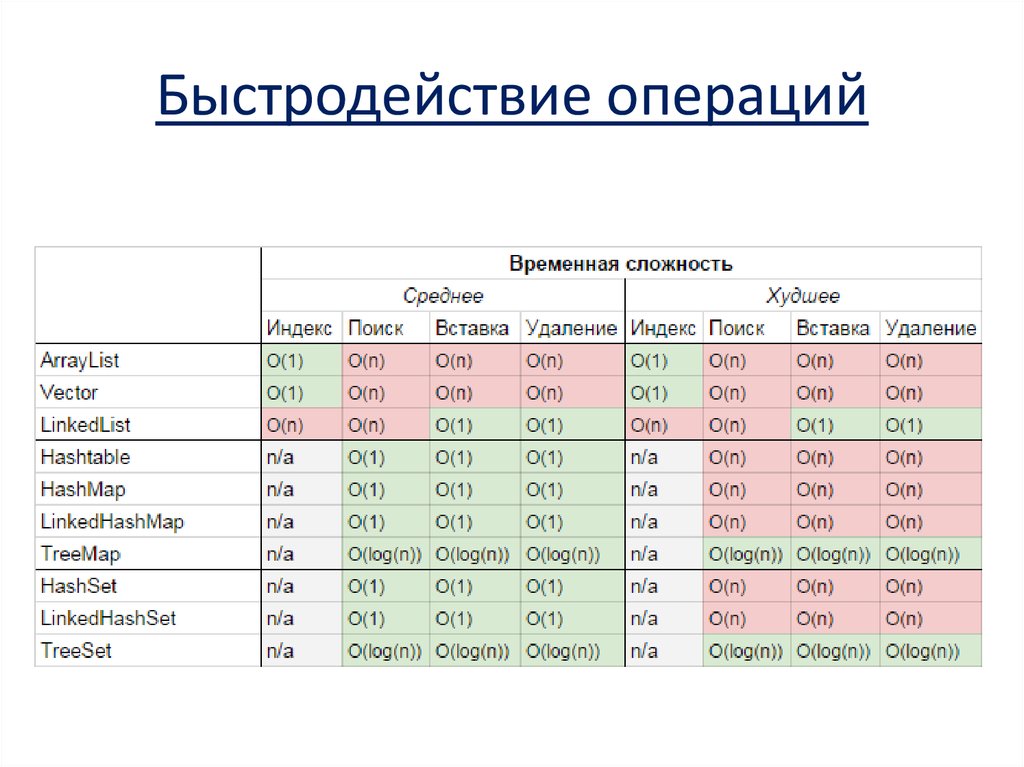 Быстродействие операций
Временная сложность
Среднее Худшее
Индекс Поиск Вставка Удаление Индекс Поиск Вставка Удаление
ArrayList O(1) O(n) O(n) O(n) O(1) O(n) O(n) O(n)
Vector O(1) O(n) O(n) O(n) O(1) O(n) O(n) O(n)
LinkedList O(n) O(n) O(1) O(1) O(n) O(n) O(1) O(1)
Hashtable n/a O(1) O(1) O(1) n/a O(n) O(n) O(n)
HashMap n/a O(1) O(1) O(1) n/a O(n) O(n) O(n)
LinkedHashMap n/a O(1) O(1) O(1) n/a O(n) O(n) O(n)
TreeMap n/a O(log(n)) O(log(n)) O(log(n)) n/a O(log(n)) O(log(n)) O(log(n))
HashSet n/a O(1) O(1) O(1) n/a O(n) O(n) O(n)
LinkedHashSet n/a O(1) O(1) O(1) n/a O(n) O(n) O(n)
TreeSet n/a O(log(n)) O(log(n)) O(log(n)) n/a O(log(n)) O(log(n)) O(log(n))